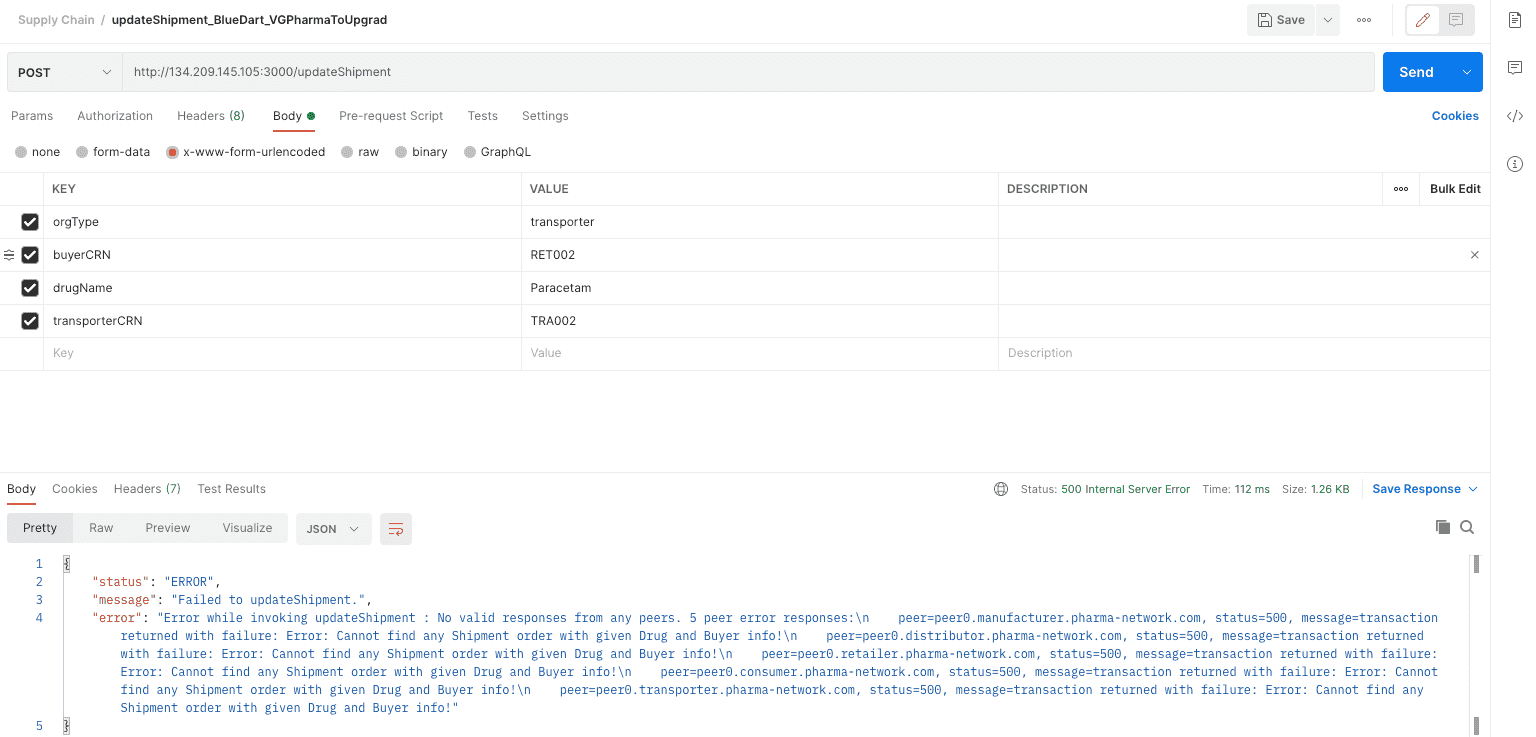 Supply Chain / updateShipment_BlueDart_VGPharmaToUpgrad
Save
POST
http://134.209.145.105:3000/updateShipment
Send
Params Authorization Headers (8) Body Pre-request Script Tests Settings
Cookies
none form-data x-www-form-urlencoded raw binary GraphQL
KEY VALUE DESCRIPTION Bulk Edit
orgType transporter
buyerCRN RET002
drugName Paracetam
transporterCRN TRA002
Key Value Description
Body Cookies Headers (7) Test Results
Status: 500 Internal Server Error Time: 112 ms Size: 1.26 KB Save Response
Pretty Raw Preview Visualize JSON
1 {
2 "status": "ERROR",
3 "message": "Failed to updateShipment.",
4 "error": "Error while invoking updateShipment : No valid responses from any peers. 5 peer error responses:\n    peer=peer0.manufacturer.pharma-network.com, status=500, message=transaction
returned with failure: Error: Cannot find any Shipment order with given Drug and Buyer info!\n    peer=peer0.distributor.pharma-network.com, status=500, message=transaction returned
with failure: Error: Cannot find any Shipment order with given Drug and Buyer info!\n    peer=peer0.retailer.pharma-network.com, status=500, message=transaction returned with failure:
Error: Cannot find any Shipment order with given Drug and Buyer info!\n    peer=peer0.consumer.pharma-network.com, status=500, message=transaction returned with failure: Error: Cannot
find any Shipment order with given Drug and Buyer info!\n    peer=peer0.transporter.pharma-network.com, status=500, message=transaction returned with failure: Error: Cannot find any
Shipment order with given Drug and Buyer info!"
5 }